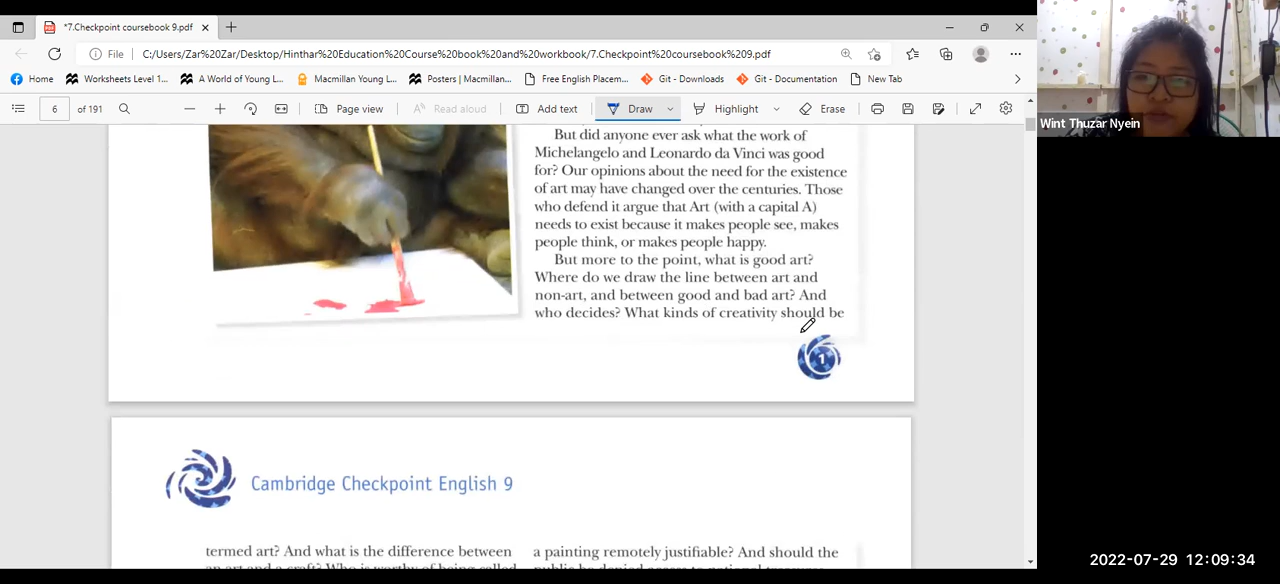 *7.Checkpoint coursebook 9.pdf
File
C:/Users/Zar%20Zar/Desktop/Hinthar%20Education%20Course%20book%20and%20workbook/7.Checkpoint%20coursebook%209.pdf
Home
Worksheets Level 1...
A World of Young L...
Macmillan Young L...
Posters | Macmillan...
Free English Placem...
Git - Downloads
Git - Documentation
New Tab
6 of 191
Page view
Read aloud
Add text
Draw
Highlight
Erase
Wint Thuzar Nyein
But did anyone ever ask what the work of
Michelangelo and Leonardo da Vinci was good
for? Our opinions about the need for the existence
of art may have changed over the centuries. Those
who defend it argue that Art (with a capital A)
needs to exist because it makes people see, makes
people think, or makes people happy.
But more to the point, what is good art?
Where do we draw the line between art and
non-art, and between good and bad art? And
who decides? What kinds of creativity should be
1
Cambridge Checkpoint English 9
termed art? And what is the difference between
a painting remotely justifiable? And should the
2022-07-29 12:09:34